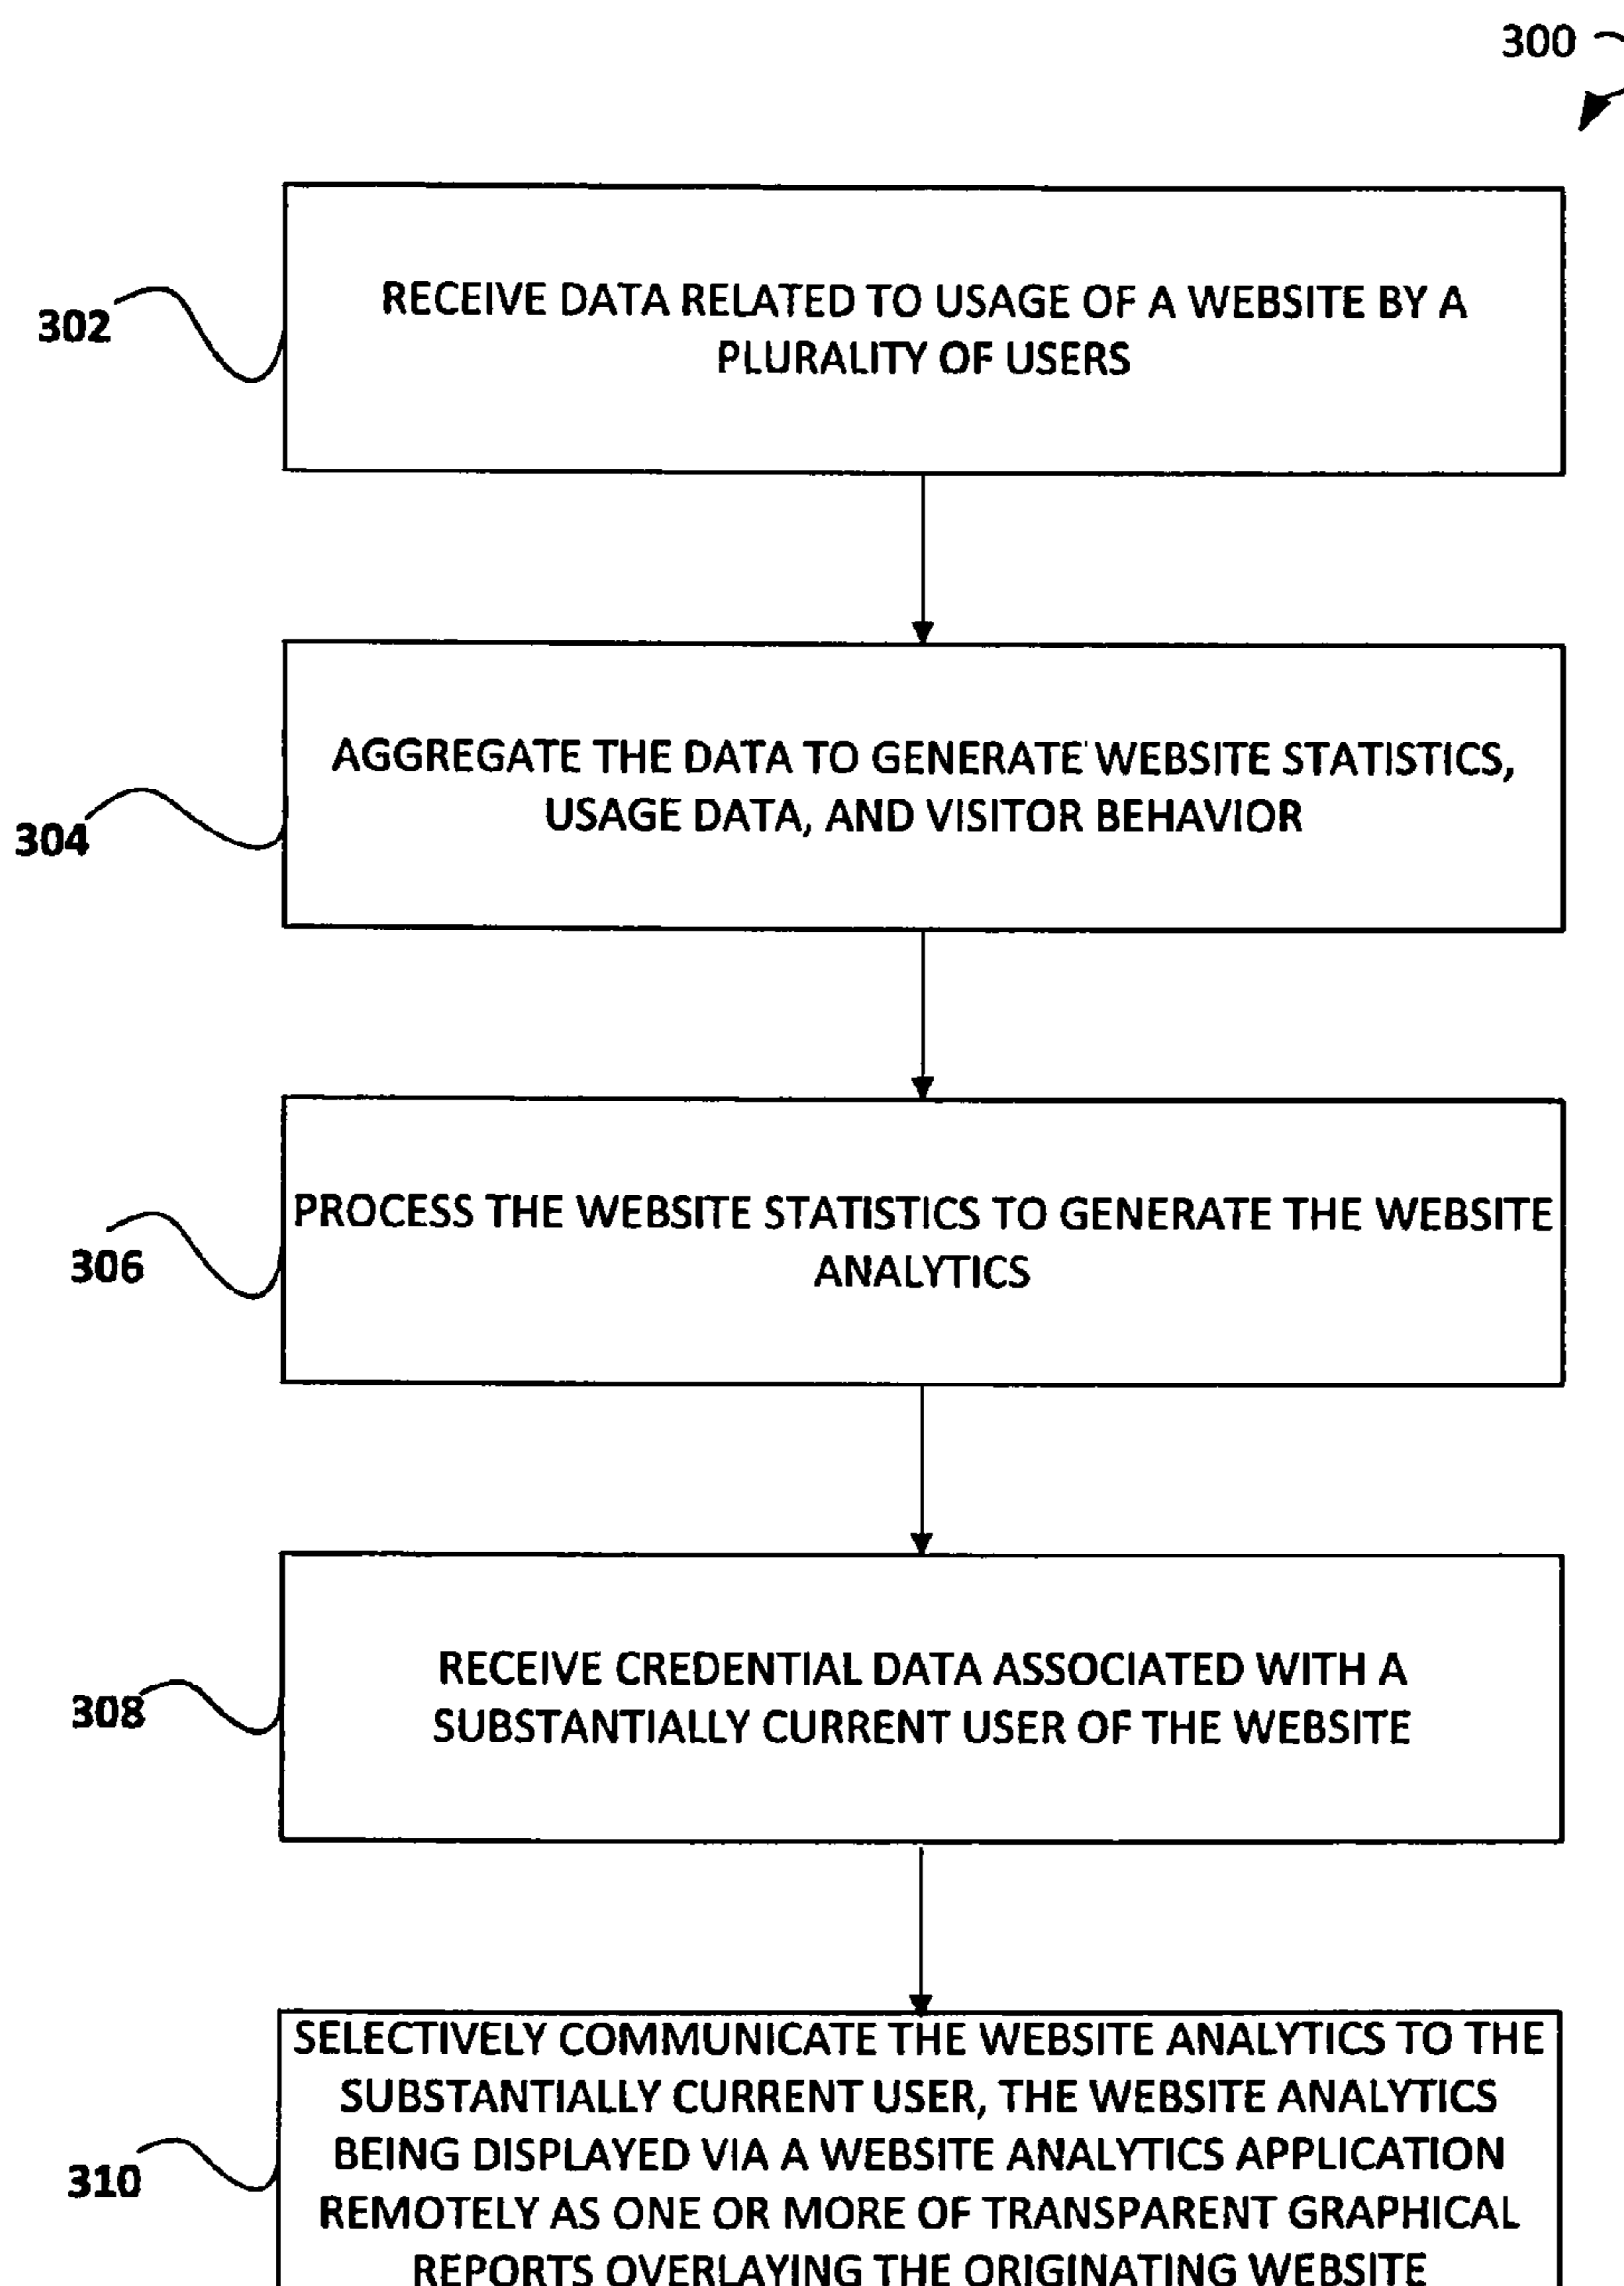 300
302
RECEIVE DATA RELATED TO USAGE OF A WEBSITE BY A
PLURALITY OF USERS
304
AGGREGATE THE DATA TO GENERATE WEBSITE STATISTICS,
USAGE DATA, AND VISITOR BEHAVIOR
306
PROCESS THE WEBSITE STATISTICS TO GENERATE THE WEBSITE
ANALYTICS
308
RECEIVE CREDENTIAL DATA ASSOCIATED WITH A
SUBSTANTIALLY CURRENT USER OF THE WEBSITE
310
SELECTIVELY COMMUNICATE THE WEBSITE ANALYTICS TO THE
SUBSTANTIALLY CURRENT USER, THE WEBSITE ANALYTICS
BEING DISPLAYED VIA A WEBSITE ANALYTICS APPLICATION
REMOTELY AS ONE OR MORE OF TRANSPARENT GRAPHICAL
REPORTS OVERLAYING THE ORIGINATING WEBSITE